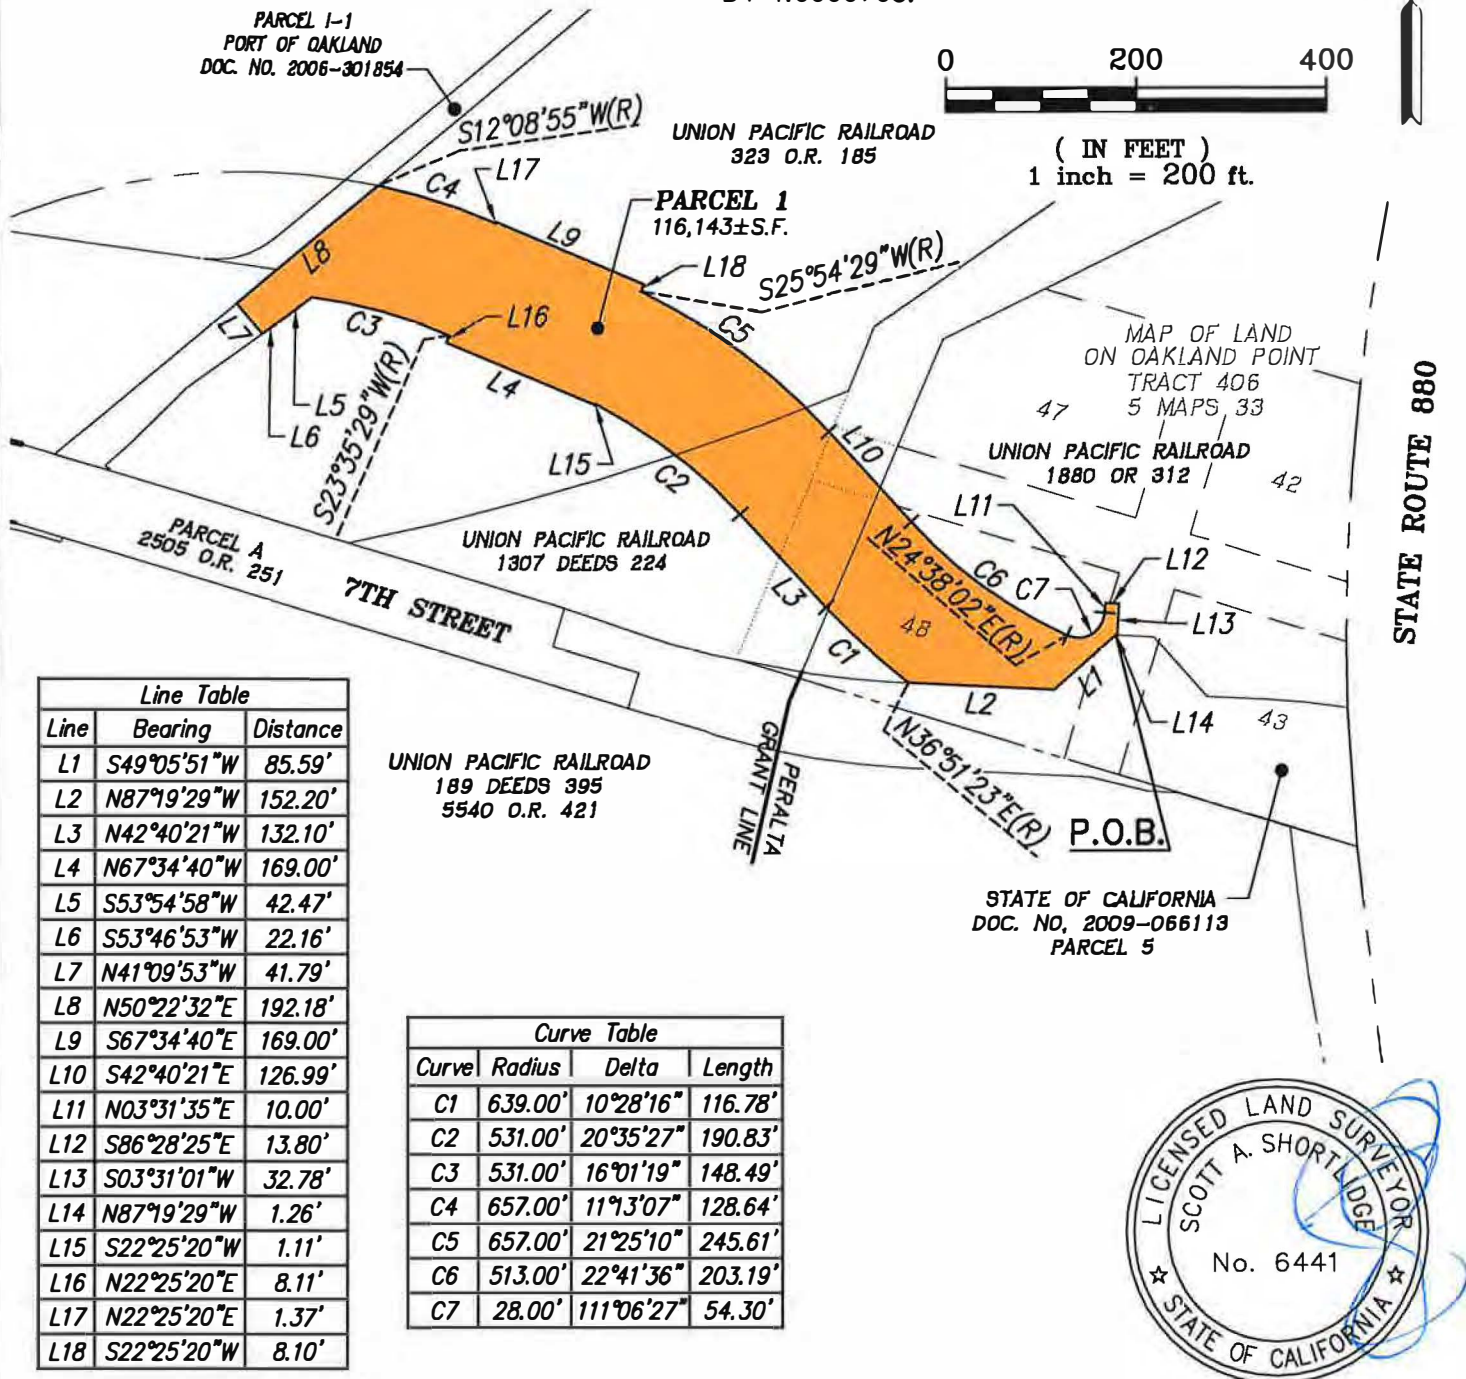 PARCEL I-1
PORT OF OAKLAND
DOC. NO. 2006-301854
S12°08'55"W(R)
UNION PACIFIC RAILROAD
323 O.R. 185
0 200 400
( IN FEET )
1 inch = 200 ft.
C4
L17
PARCEL 1
116,143±S.F.
L9
L8
L18
S25°54'29"W(R)
L7
C3
L16
C5
MAP OF LAND
ON OAKLAND POINT
TRACT 406
5 MAPS 33
47
STATE ROUTE 880
L5
L6
L4
S23°35'29"W(R)
L15
C2
L10
UNION PACIFIC RAILROAD
1880 OR 312
42
L11
PARCEL A
2505 O.R. 251
UNION PACIFIC RAILROAD
1307 DEEDS 224
7TH STREET
N24°38'02"E(R)
C6
C7
L12
L3
48
L13
C1
L1
L2
L14
43
N36°51'23"E(R)
PERALTA
GRANT LINE
P.O.B.
UNION PACIFIC RAILROAD
189 DEEDS 395
5540 O.R. 421
STATE OF CALIFORNIA
DOC. NO, 2009-066113
PARCEL 5
Line Table
Line Bearing Distance
L1 S49°05'51"W 85.59'
L2 N87°19'29"W 152.20'
L3 N42°40'21"W 132.10'
L4 N67°34'40"W 169.00'
L5 S53°54'58"W 42.47'
L6 S53°46'53"W 22.16'
L7 N41°09'53"W 41.79'
L8 N50°22'32"E 192.18'
L9 S67°34'40"E 169.00'
L10 S42°40'21"E 126.99'
L11 N03°31'35"E 10.00'
L12 S86°28'25"E 13.80'
L13 S03°31'01"W 32.78'
L14 N87°19'29"W 1.26'
L15 S22°25'20"W 1.11'
L16 N22°25'20"E 8.11'
L17 N22°25'20"E 1.37'
L18 S22°25'20"W 8.10'
Curve Table
Curve Radius Delta Length
C1 639.00' 10°28'16" 116.78'
C2 531.00' 20°35'27" 190.83'
C3 531.00' 16°01'19" 148.49'
C4 657.00' 11°13'07" 128.64'
C5 657.00' 21°25'10" 245.61'
C6 513.00' 22°41'36" 203.19'
C7 28.00' 111°06'27" 54.30'
LICENSED LAND SURVEYOR
SCOTT A. SHORTLIDGE
No. 6441
STATE OF CALIFORNIA